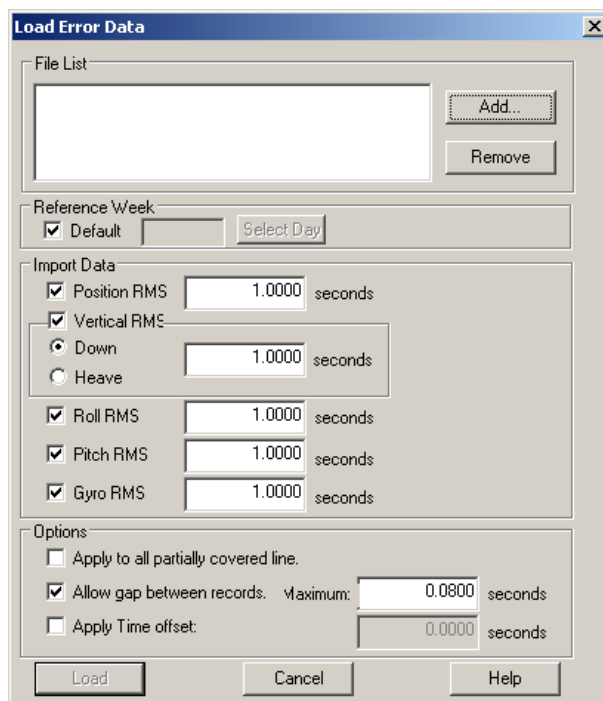 Load Error Data
File List
Add...
Remove
Reference Week
Default
Select Day
Import Data
Position RMS 1.0000 seconds
Vertical RMS
Down
1.0000 seconds
Heave
Roll RMS 1.0000 seconds
Pitch RMS 1.0000 seconds
Gyro RMS 1.0000 seconds
Options
Apply to all partially covered line.
Allow gap between records. Maximum: 0.0800 seconds
Apply Time offset: 0.0000 seconds
Load Cancel Help